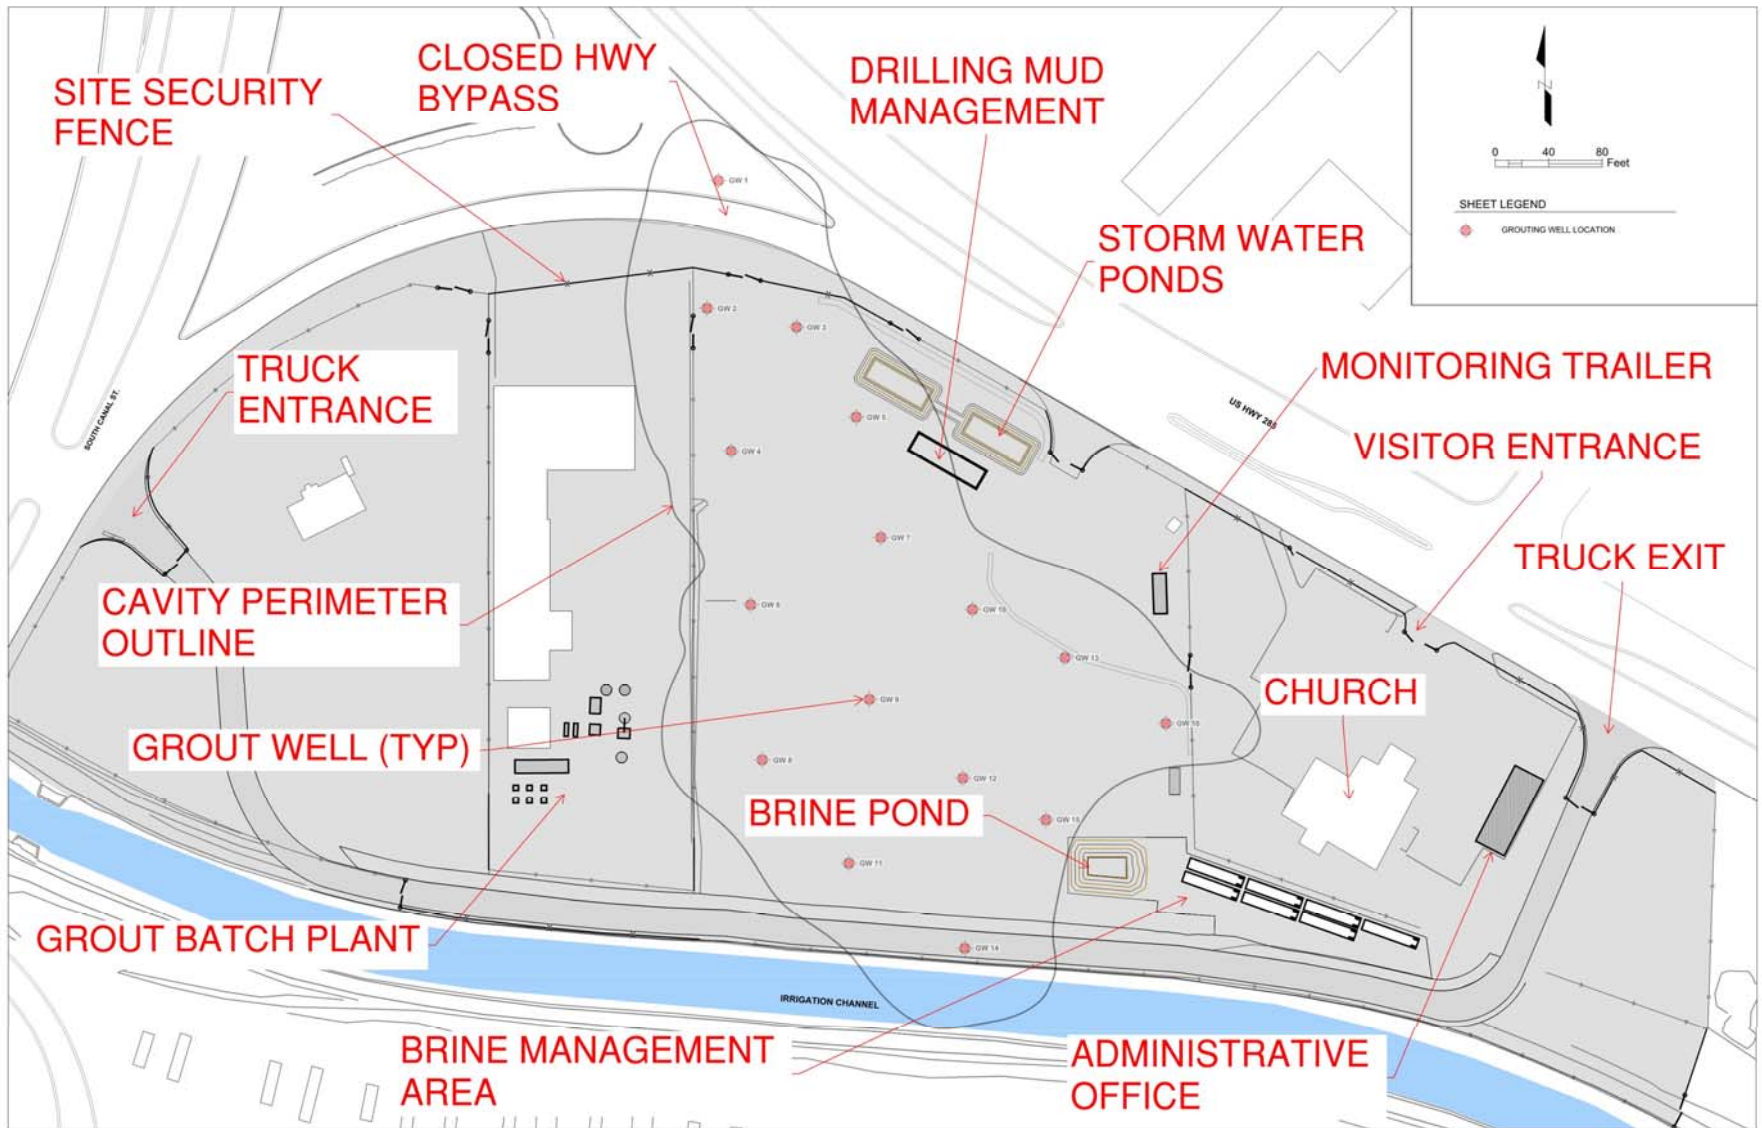 CLOSED HWY
BYPASS
SITE SECURITY
FENCE
DRILLING MUD
MANAGEMENT
N
0 40 80
Feet
SHEET LEGEND
GROUTING WELL LOCATION
GW 1
STORM WATER
PONDS
GW 2
GW 3
TRUCK
ENTRANCE
SOUTH CANAL ST.
MONITORING TRAILER
US HWY 285
VISITOR ENTRANCE
GW 5
GW 4
GW 7
TRUCK EXIT
CAVITY PERIMETER
OUTLINE
GW 6
GW 10
GW 13
CHURCH
GW 9
GROUT WELL (TYP)
GW 8
GW 12
BRINE POND
GW 11
GROUT BATCH PLANT
GW 14
IRRIGATION CHANNEL
BRINE MANAGEMENT
AREA
ADMINISTRATIVE
OFFICE